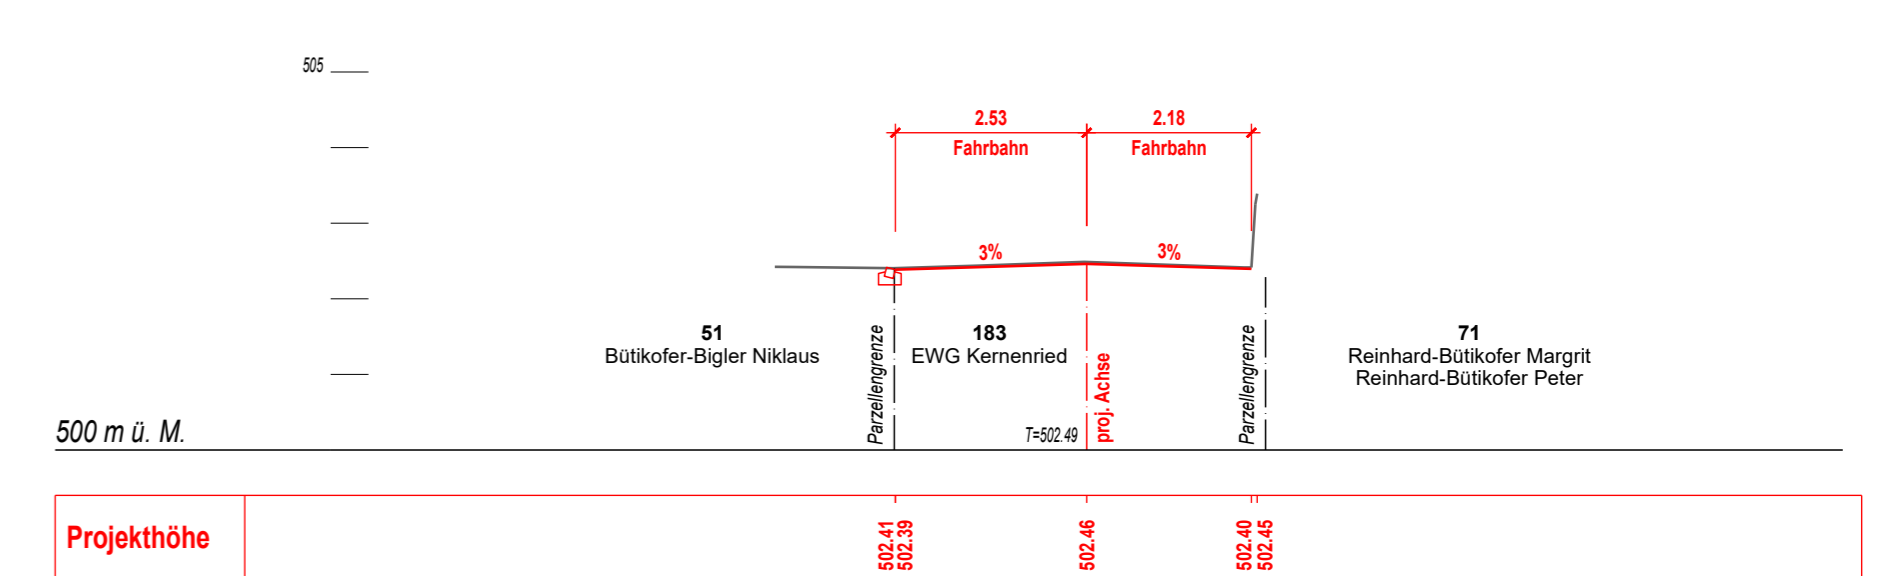 505
2.53
2.18
Fahrbahn
Fahrbahn
3%
3%
51
Bütikofer-Bigler Niklaus
Parzellengrenze
183
EWG Kernenried
proj. Achse
Parzellengrenze
71
Reinhard-Bütikofer Margrit
Reinhard-Bütikofer Peter
500 m ü. M.
T=502.49
Projekthöhe
502.41
502.39
502.46
502.40
502.45